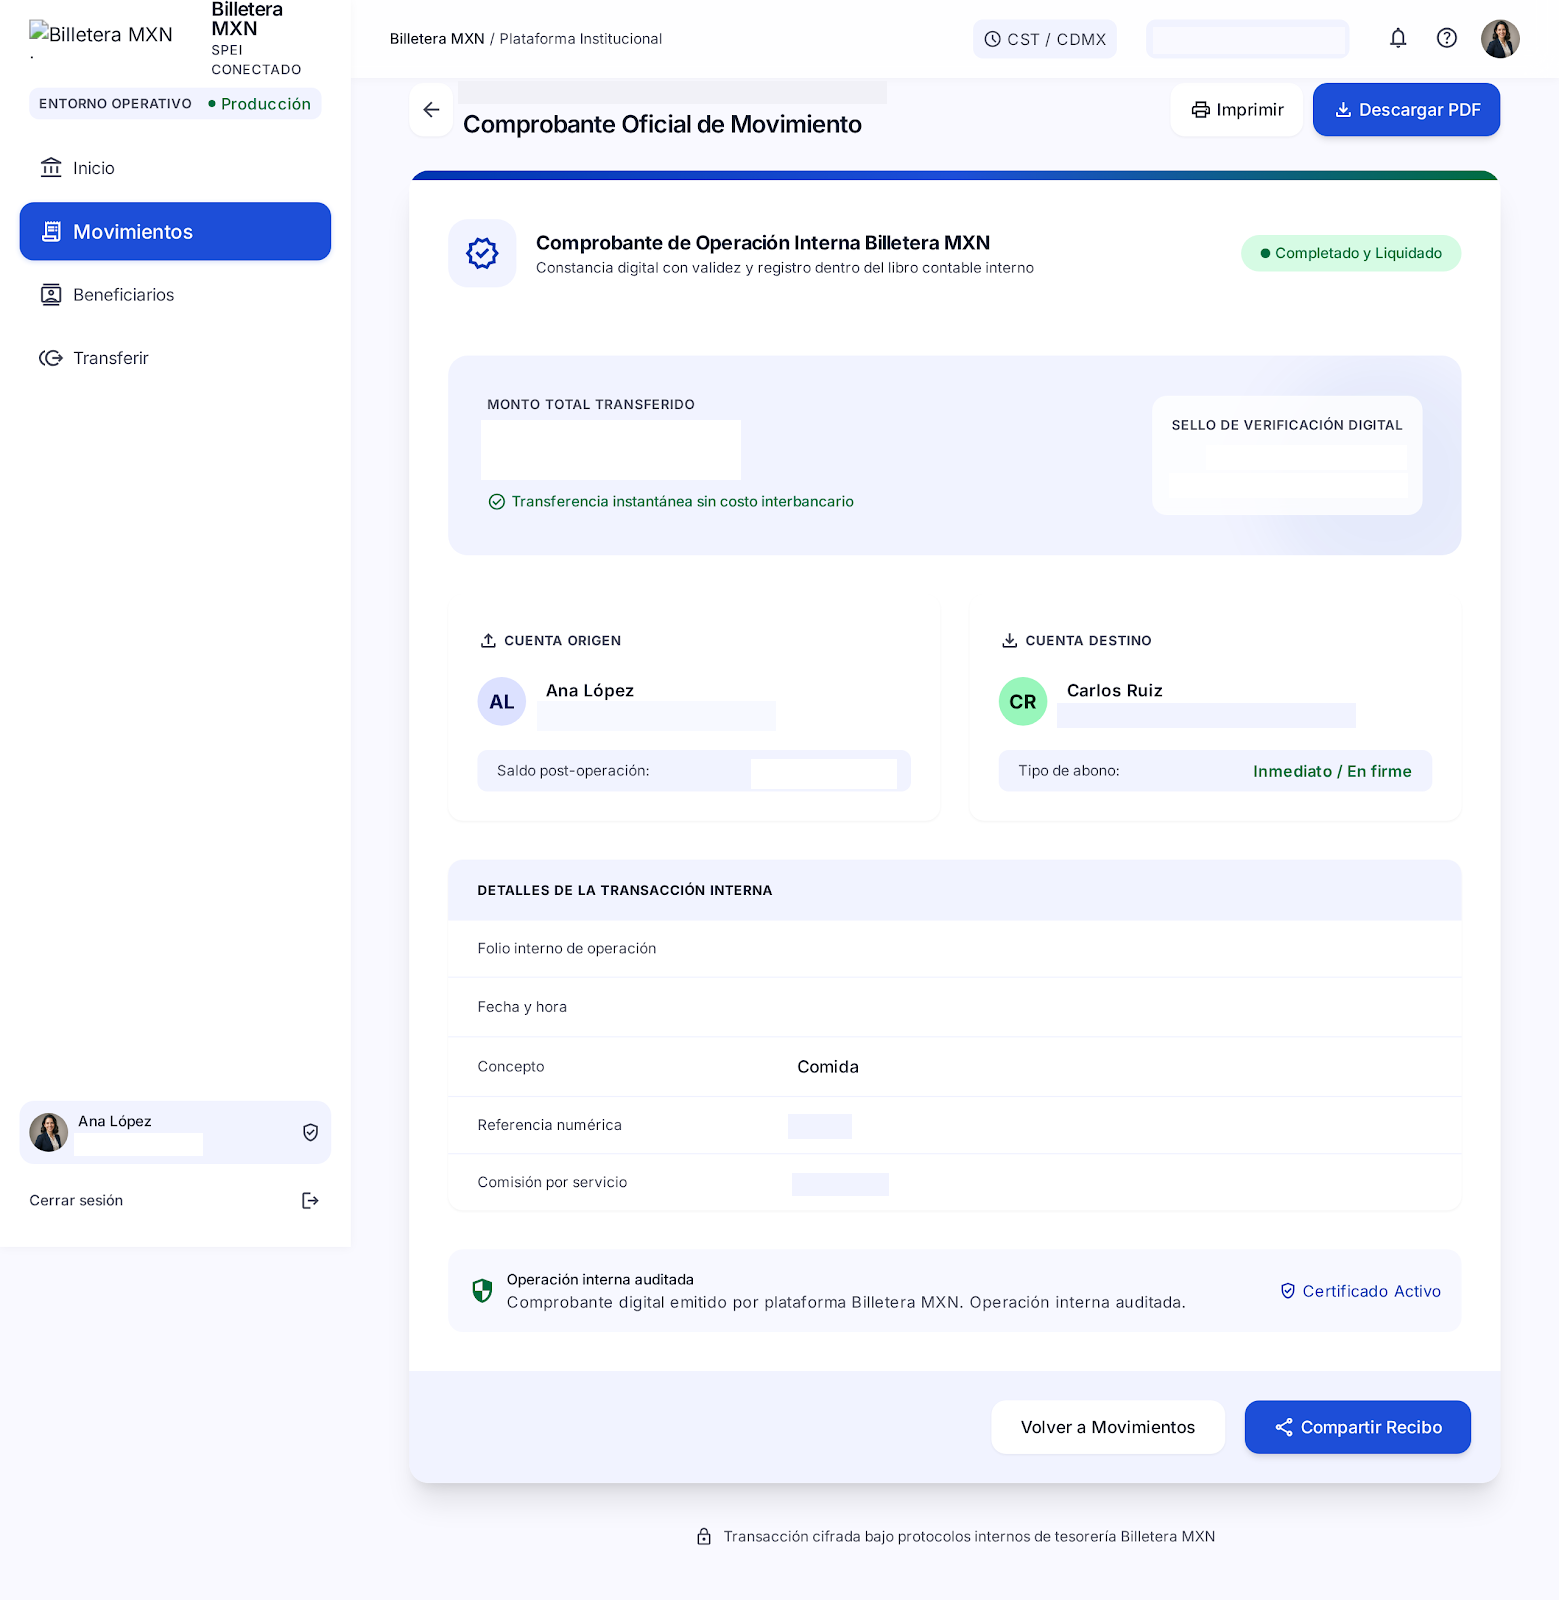 Billetera MXN
.
Billetera
MXN
SPEI
CONECTADO
ENTORNO OPERATIVO
Producción
Inicio
Movimientos
Beneficiarios
Transferir
Ana López
Cerrar sesión
Billetera MXN / Plataforma Institucional
CST / CDMX
Comprobante Oficial de Movimiento
Imprimir
Descargar PDF
Comprobante de Operación Interna Billetera MXN
Constancia digital con validez y registro dentro del libro contable interno
Completado y Liquidado
MONTO TOTAL TRANSFERIDO
Transferencia instantánea sin costo interbancario
SELLO DE VERIFICACIÓN DIGITAL
CUENTA ORIGEN
AL
Ana López
Saldo post-operación:
CUENTA DESTINO
CR
Carlos Ruiz
Tipo de abono:
Inmediato / En firme
DETALLES DE LA TRANSACCIÓN INTERNA
Folio interno de operación
Fecha y hora
Concepto
Comida
Referencia numérica
Comisión por servicio
Operación interna auditada
Comprobante digital emitido por plataforma Billetera MXN. Operación interna auditada.
Certificado Activo
Volver a Movimientos
Compartir Recibo
Transacción cifrada bajo protocolos internos de tesorería Billetera MXN